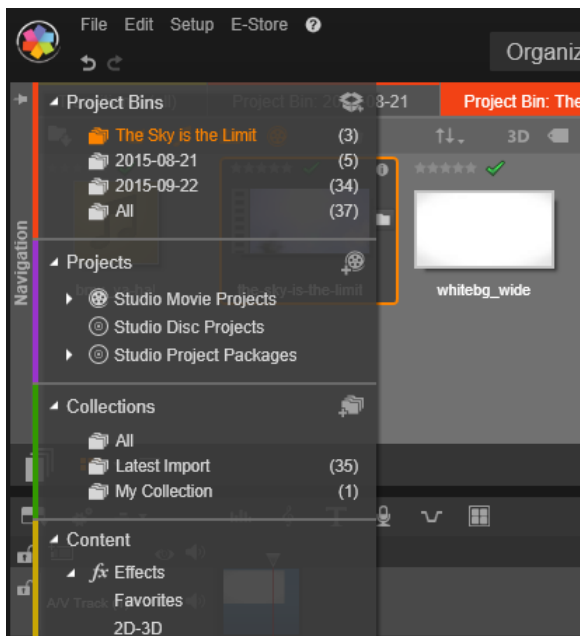 File Edit Setup E-Store ?
Organiz
Project Bins
Project Bin: 20 08-21
Project Bin: The
The Sky is the Limit (3)
2015-08-21 (5)
2015-09-22 (34)
All (37)
3D
Navigation
Projects
the-sky-is-the-limit
whitebg_wide
Studio Movie Projects
Studio Disc Projects
Studio Project Packages
Collections
All
Latest Import (35)
My Collection (1)
Content
fx Effects
A/V Track
Favorites
2D-3D